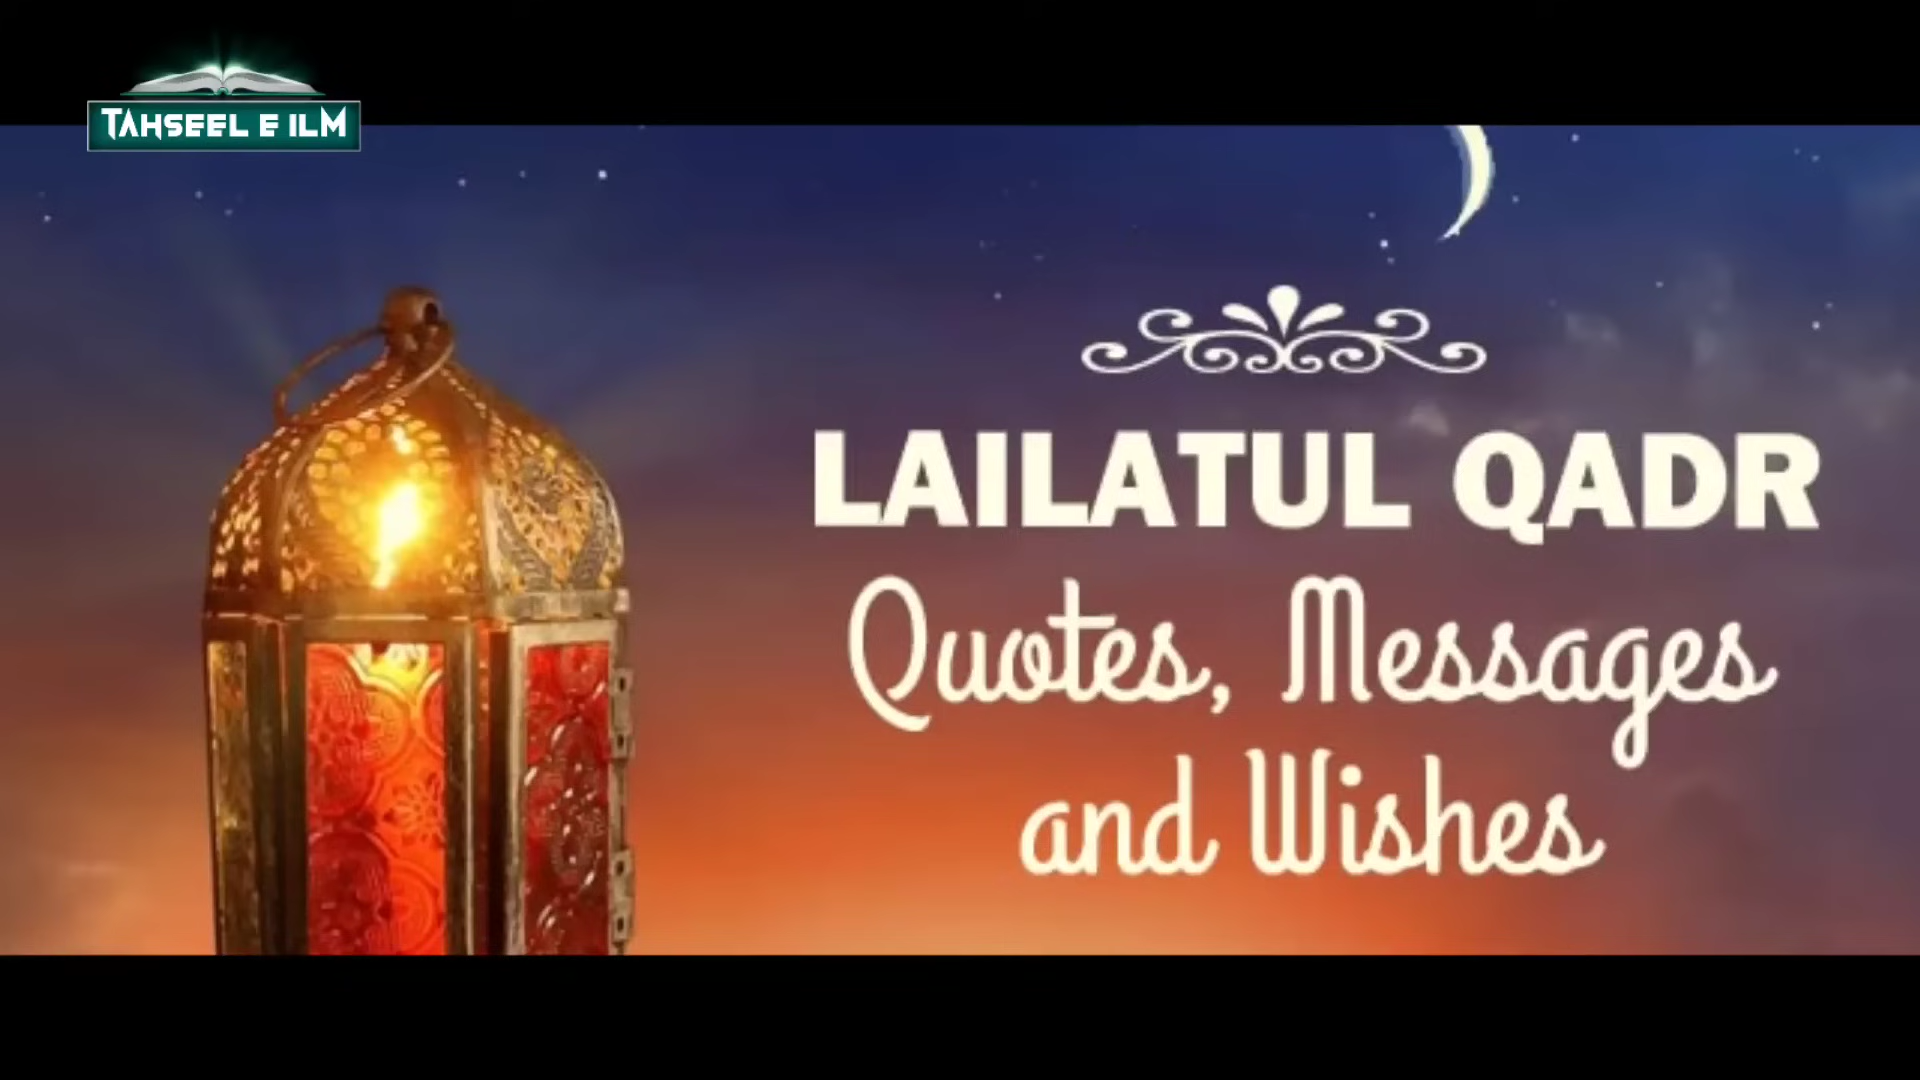 TAHSEEL E ILM
LAILATUL QADR
Quotes, Messages
and Wishes